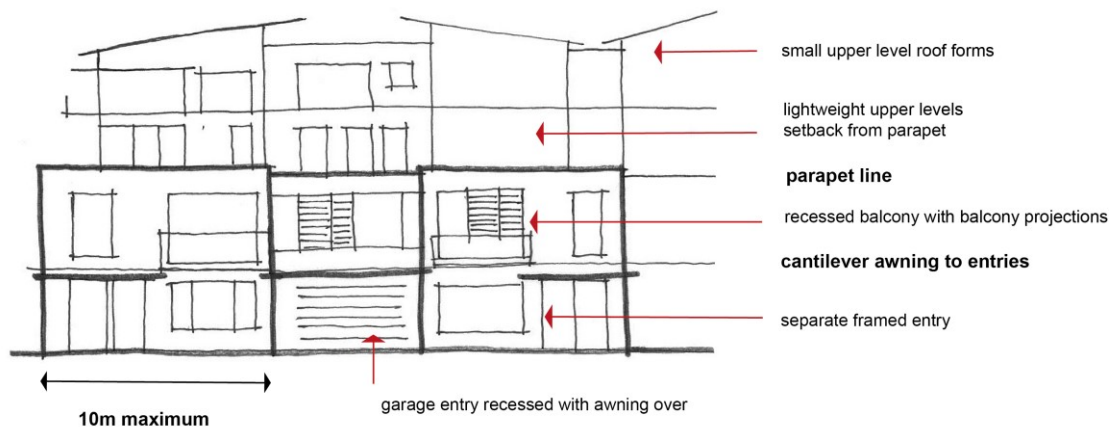 small upper level roof forms
lightweight upper levels
setback from parapet
parapet line
recessed balcony with balcony projections
cantilever awning to entries
separate framed entry
garage entry recessed with awning over
10m maximum